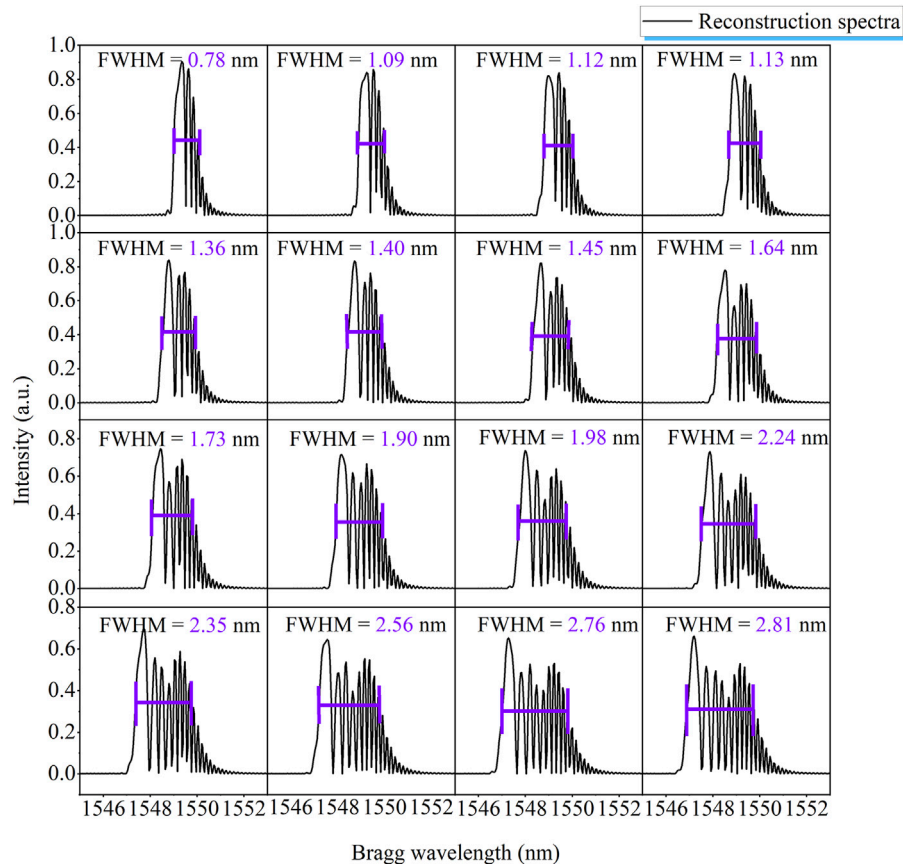 Reconstruction spectra
1.0
0.8
0.6
0.4
0.2
0.0
FWHM = 0.78 nm
FWHM = 1.09 nm
FWHM = 1.12 nm
FWHM = 1.13 nm
1.0
0.8
0.6
0.4
0.2
0.0
FWHM = 1.36 nm
FWHM = 1.40 nm
FWHM = 1.45 nm
FWHM = 1.64 nm
Intensity (a.u.)
0.8
0.6
0.4
0.2
0.0
FWHM = 1.73 nm
FWHM = 1.90 nm
FWHM = 1.98 nm
FWHM = 2.24 nm
0.8
0.6
0.4
0.2
0.0
FWHM = 2.35 nm
FWHM = 2.56 nm
FWHM = 2.76 nm
FWHM = 2.81 nm
1546 1548 1550 1552 1546 1548 1550 1552 1546 1548 1550 1552 1546 1548 1550 1552
Bragg wavelength (nm)